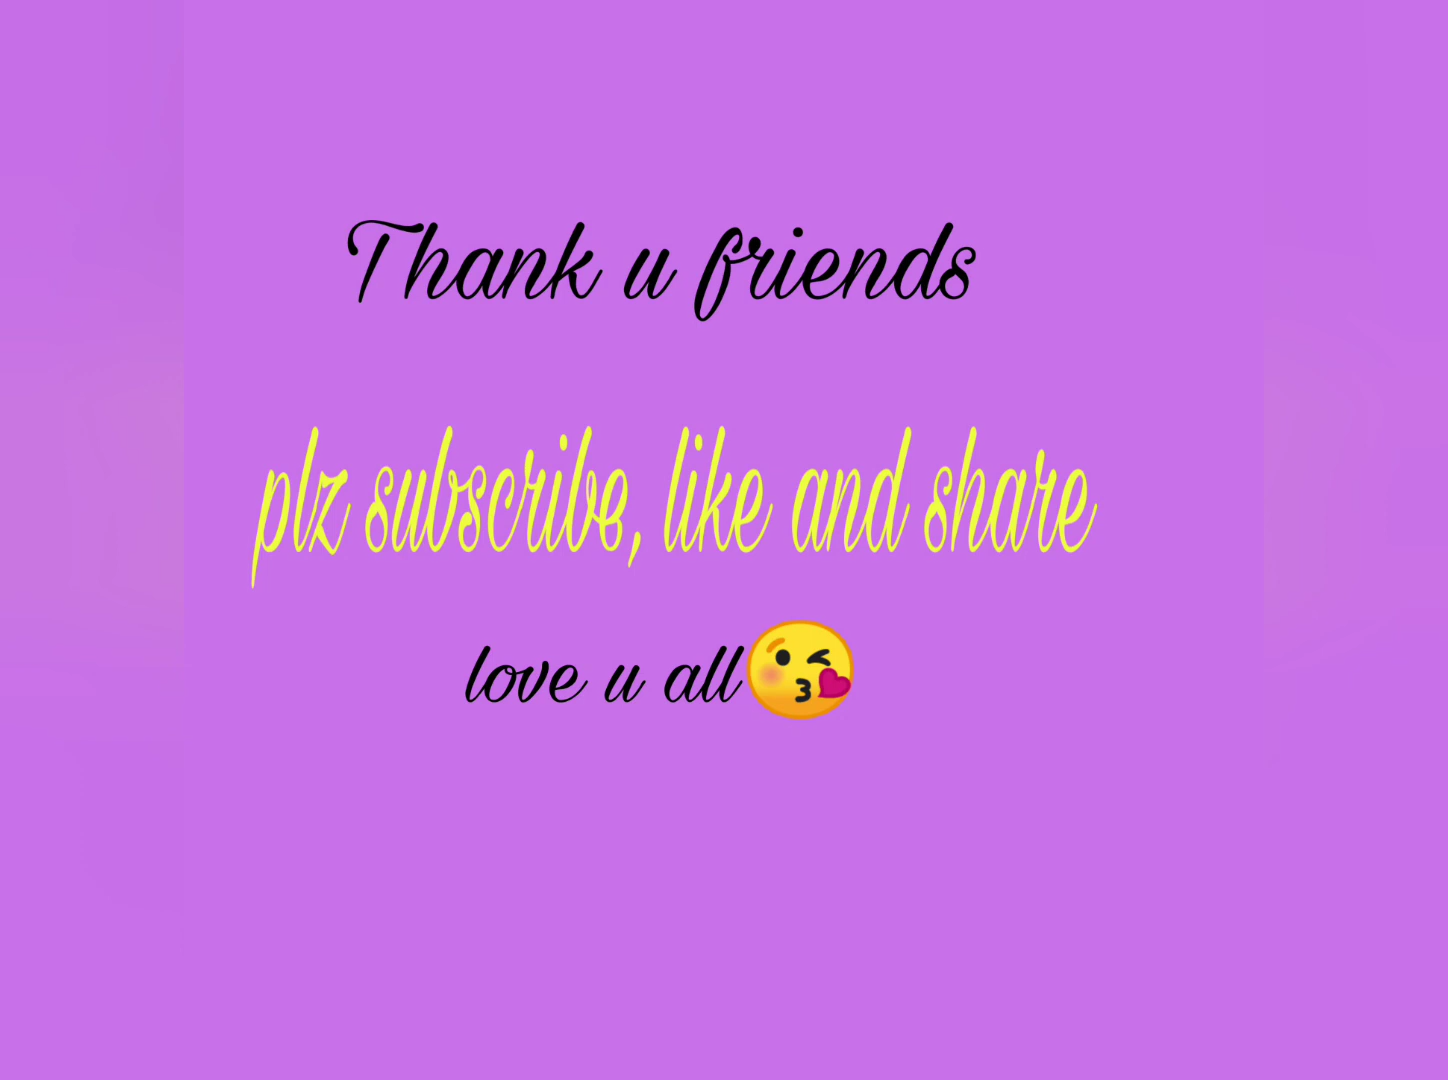 Thank u friends
plz subscribe, like and share
love u all😘